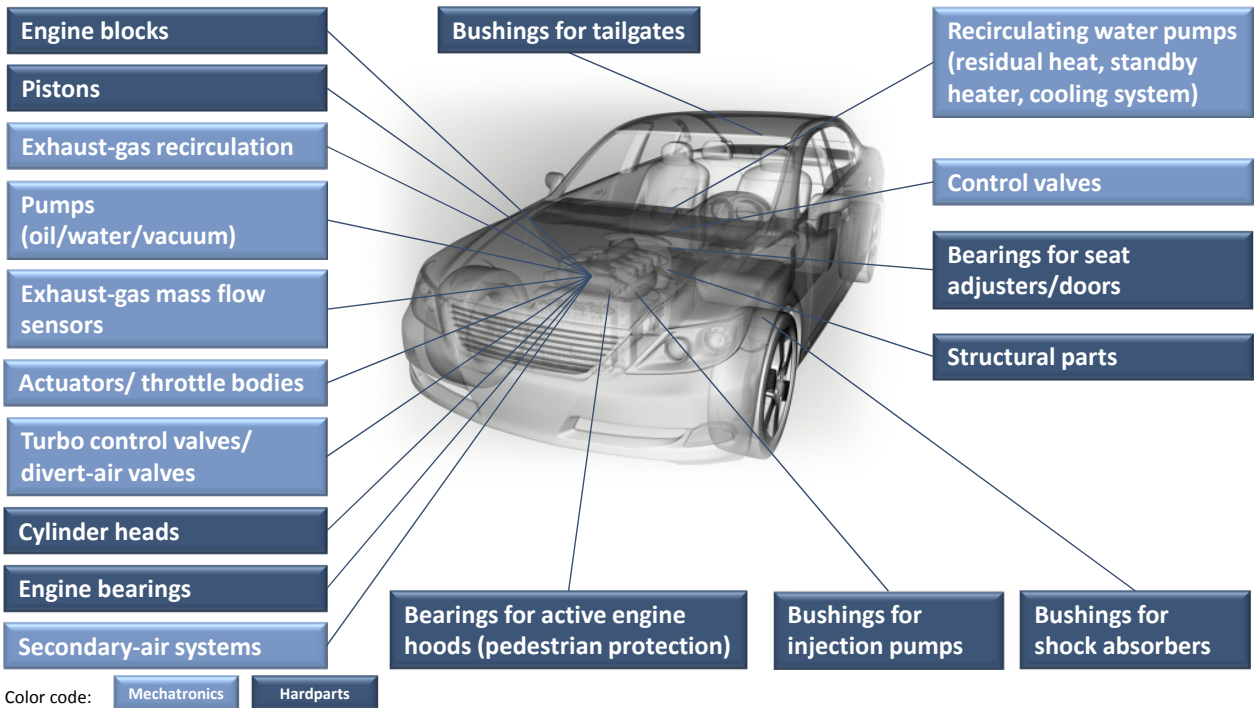 Engine blocks
Pistons
Exhaust-gas recirculation
Pumps
(oil/water/vacuum)
Exhaust-gas mass flow
sensors
Actuators/ throttle bodies
Turbo control valves/
divert-air valves
Cylinder heads
Engine bearings
Secondary-air systems
Bushings for tailgates
Recirculating water pumps
(residual heat, standby
heater, cooling system)
Control valves
Bearings for seat
adjusters/doors
Structural parts
Bearings for active engine
hoods (pedestrian protection)
Bushings for
injection pumps
Bushings for
shock absorbers
Color code:
Mechatronics
Hardparts